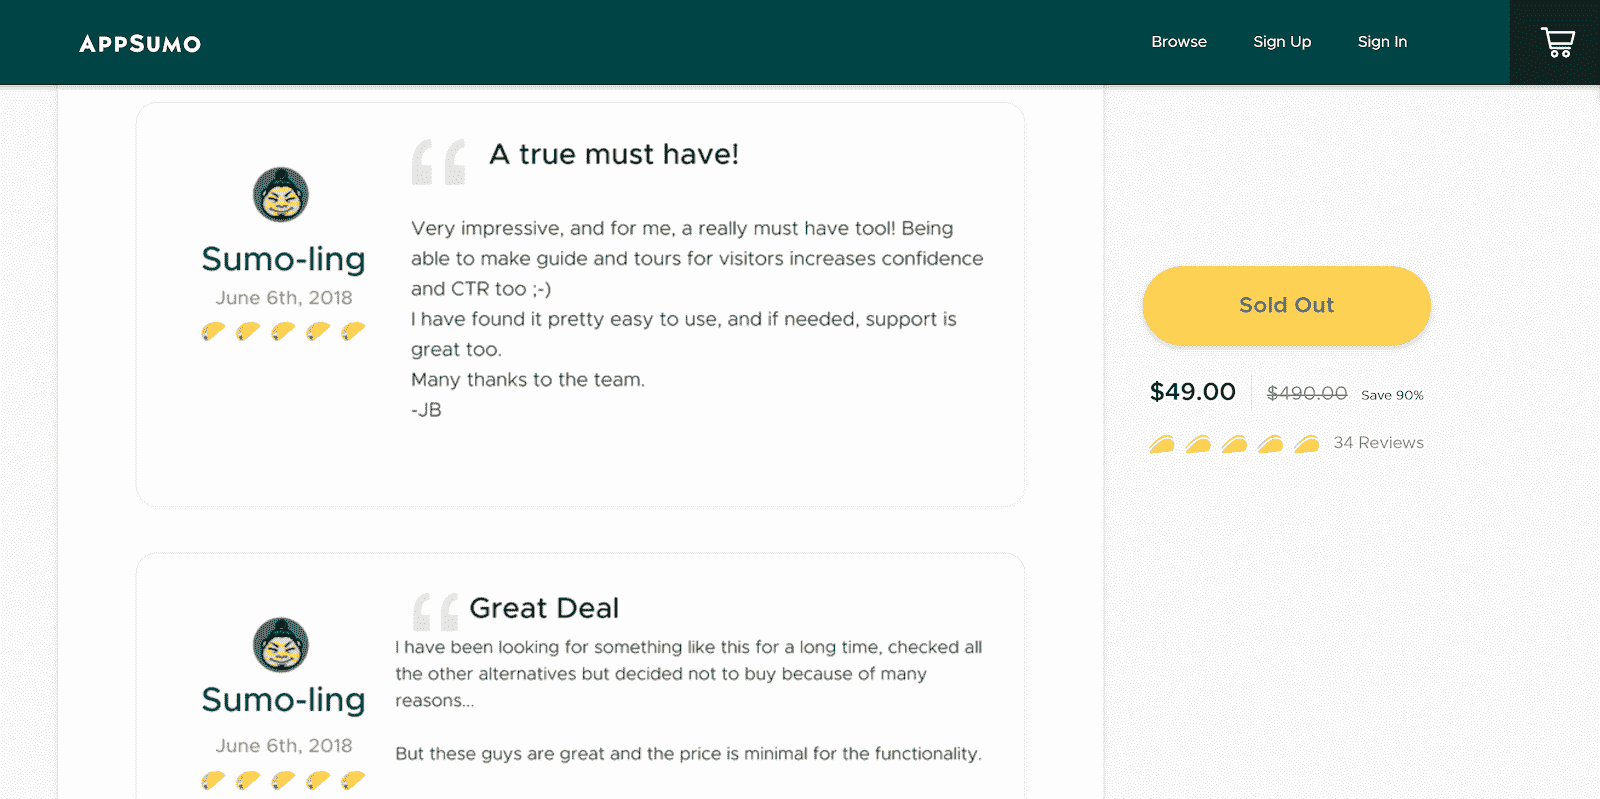 APPSUMO
Browse
Sign Up
Sign In
A true must have!
Sumo-ling
June 6th, 2018
Very impressive, and for me, a really must have tool! Being
able to make guide and tours for visitors increases confidence
and CTR too ;-)
I have found it pretty easy to use, and if needed, support is
great too.
Many thanks to the team.
-JB
Great Deal
Sumo-ling
June 6th, 2018
I have been looking for something like this for a long time, checked all
the other alternatives but decided not to buy because of many
reasons...
But these guys are great and the price is minimal for the functionality.
Sold Out
$49.00 $490.00 Save 90%
34 Reviews